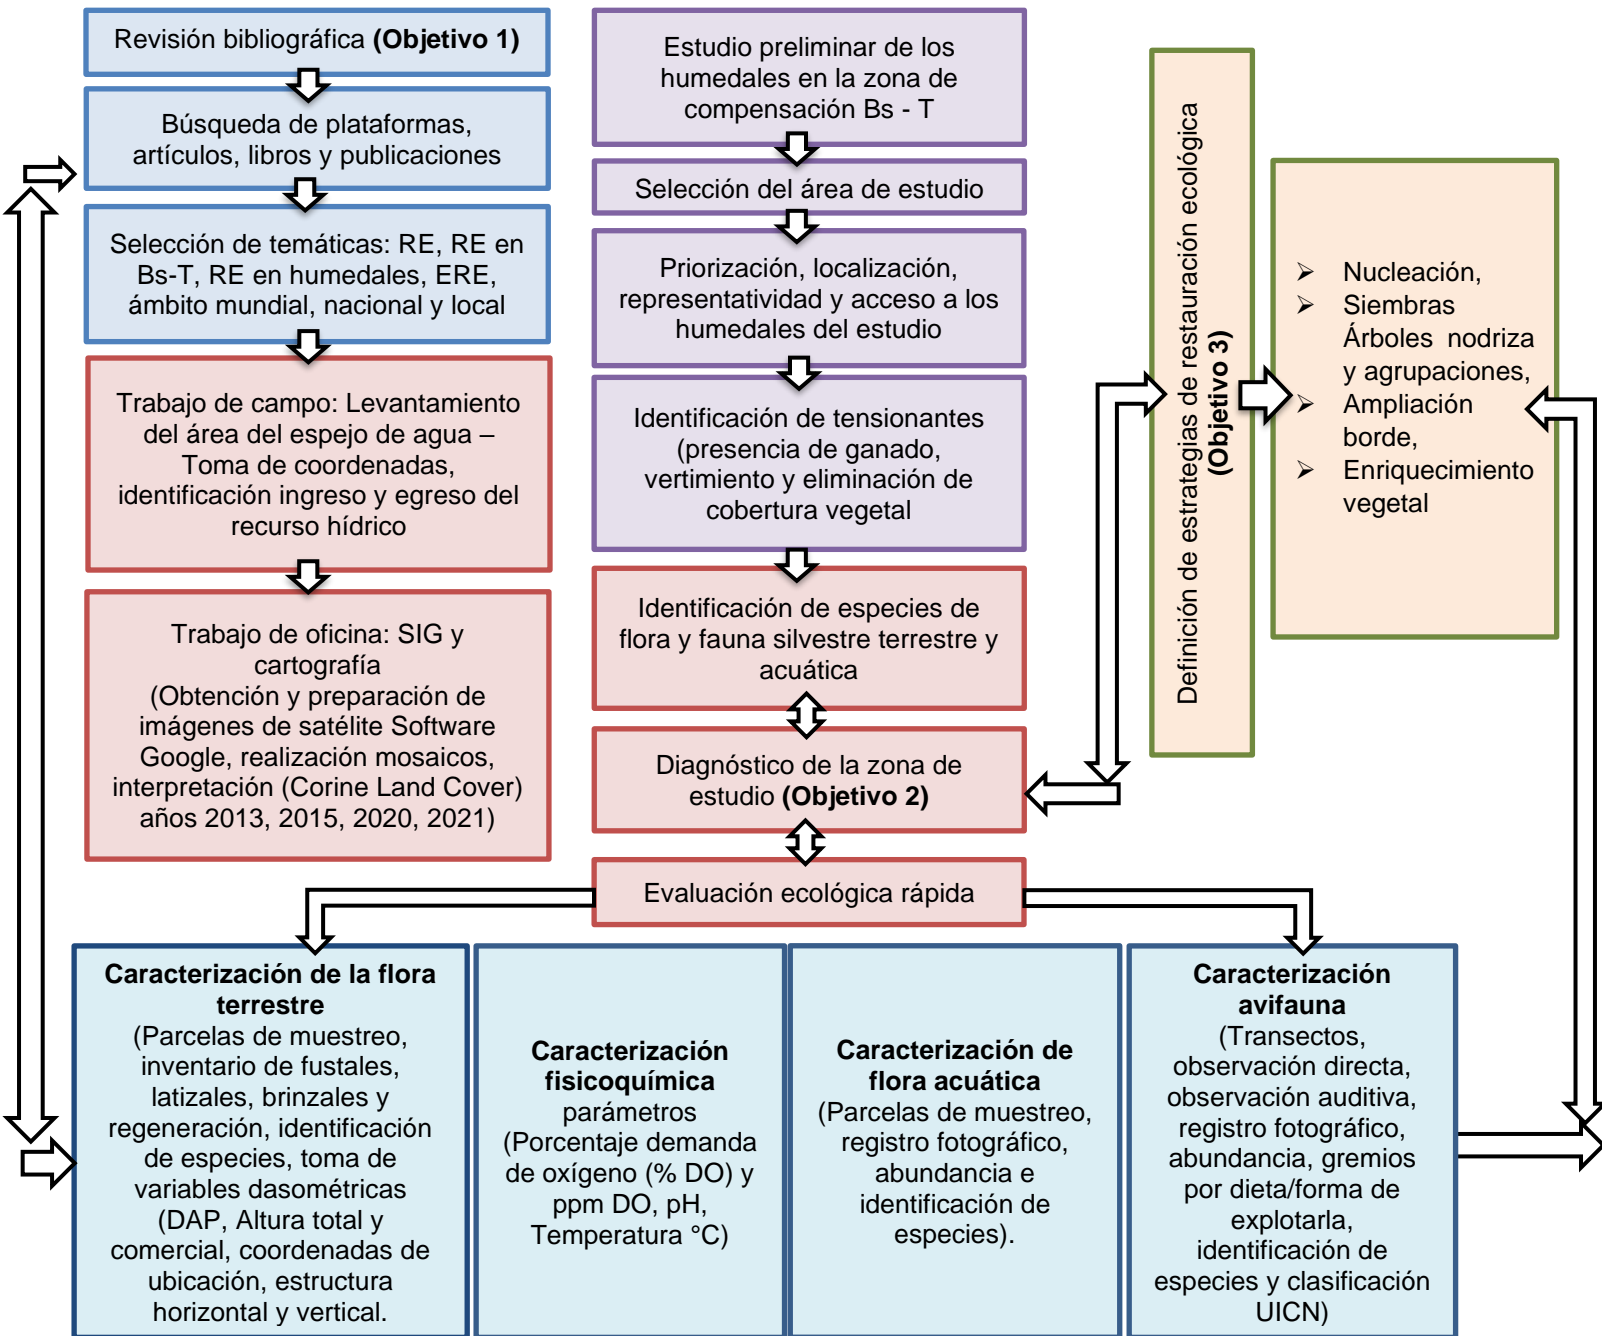 Revisión bibliográfica (Objetivo 1)
Búsqueda de plataformas,
artículos, libros y publicaciones
Selección de temáticas: RE, RE en
Bs-T, RE en humedales, ERE,
ámbito mundial, nacional y local
Trabajo de campo: Levantamiento
del área del espejo de agua –
Toma de coordenadas,
identificación ingreso y egreso del
recurso hídrico
Trabajo de oficina: SIG y
cartografía
(Obtención y preparación de
imágenes de satélite Software
Google, realización mosaicos,
interpretación (Corine Land Cover)
años 2013, 2015, 2020, 2021)
Estudio preliminar de los
humedales en la zona de
compensación Bs - T
Selección del área de estudio
Priorización, localización,
representatividad y acceso a los
humedales del estudio
Identificación de tensionantes
(presencia de ganado,
vertimiento y eliminación de
cobertura vegetal
Identificación de especies de
flora y fauna silvestre terrestre y
acuática
Diagnóstico de la zona de
estudio (Objetivo 2)
Evaluación ecológica rápida
Definición de estrategias de restauración ecológica
(Objetivo 3)
➢ Nucleación,
➢ Siembras
Árboles nodriza
y agrupaciones,
➢ Ampliación
borde,
➢ Enriquecimiento
vegetal
Caracterización de la flora
terrestre
(Parcelas de muestreo,
inventario de fustales,
latizales, brinzales y
regeneración, identificación
de especies, toma de
variables dasométricas
(DAP, Altura total y
comercial, coordenadas de
ubicación, estructura
horizontal y vertical.
Caracterización
fisicoquímica
parámetros
(Porcentaje demanda
de oxígeno (% DO) y
ppm DO, pH,
Temperatura °C)
Caracterización de
flora acuática
(Parcelas de muestreo,
registro fotográfico,
abundancia e
identificación de
especies).
Caracterización
avifauna
(Transectos,
observación directa,
observación auditiva,
registro fotográfico,
abundancia, gremios
por dieta/forma de
explotarla,
identificación de
especies y clasificación
UICN)